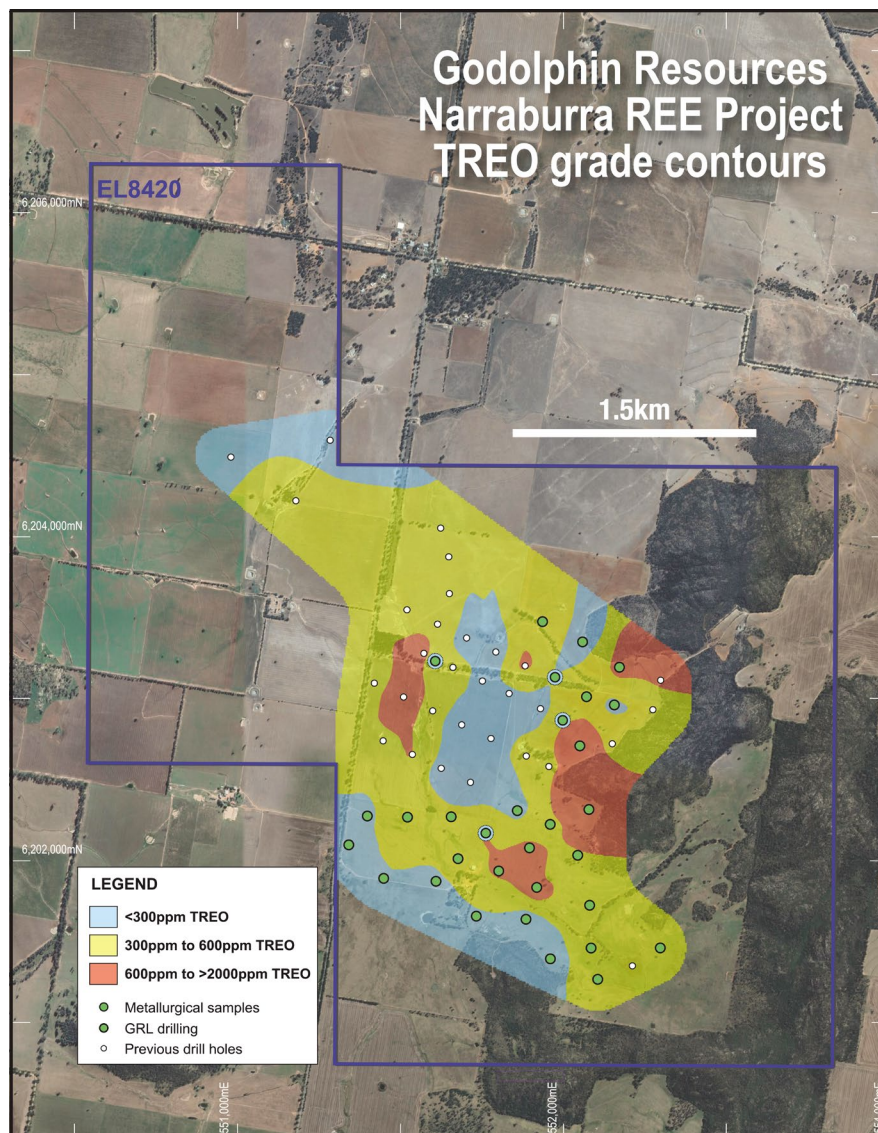 Godolphin Resources
Narraburra REE Project
TREO grade contours
EL8420
6,206,000mN
1.5km
6,204,000mN
6,202,000mN
LEGEND
<300ppm TREO
300ppm to 600ppm TREO
600ppm to >2000ppm TREO
Metallurgical samples
GRL drilling
Previous drill holes
551,000mE
552,000mE